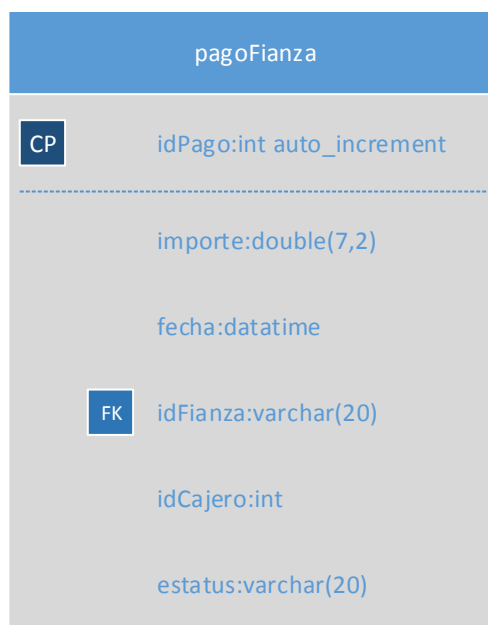 pagoFianza
CP idPago:int auto_increment
importe:double(7,2)
fecha:datatime
FK idFianza:varchar(20)
idCajero:int
estatus:varchar(20)